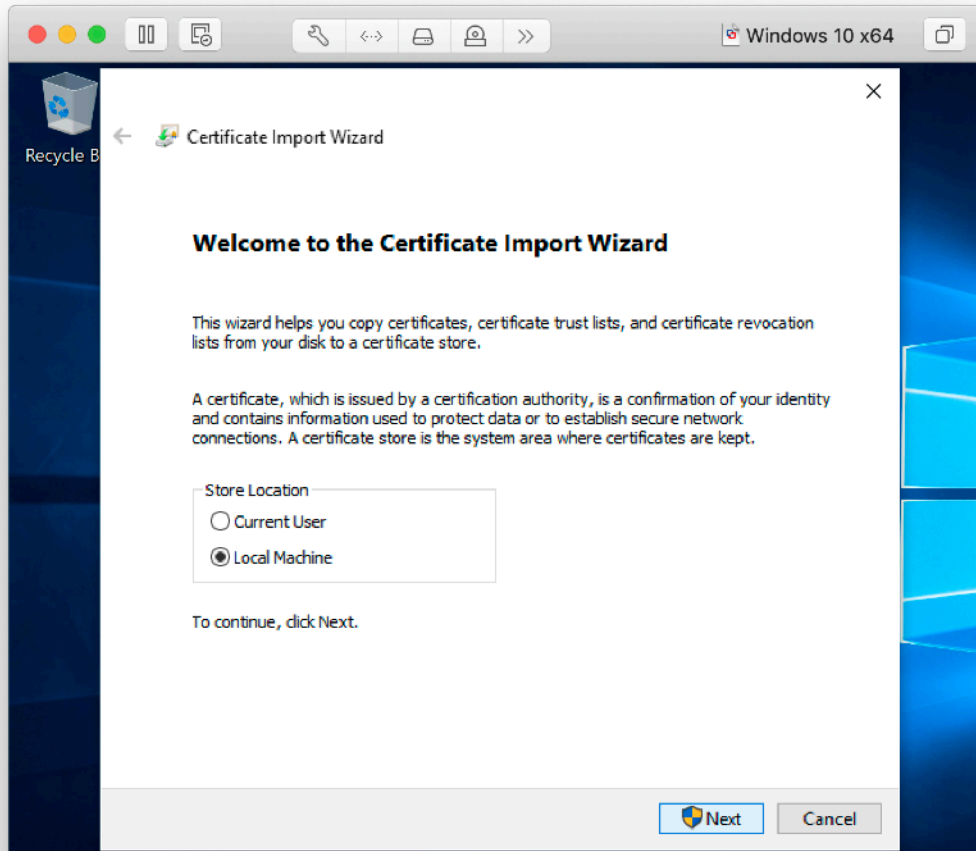 Windows 10 x64
Recycle B
Certificate Import Wizard
Welcome to the Certificate Import Wizard
This wizard helps you copy certificates, certificate trust lists, and certificate revocation
lists from your disk to a certificate store.
A certificate, which is issued by a certification authority, is a confirmation of your identity
and contains information used to protect data or to establish secure network
connections. A certificate store is the system area where certificates are kept.
Store Location
Current User
Local Machine
To continue, click Next.
Next
Cancel